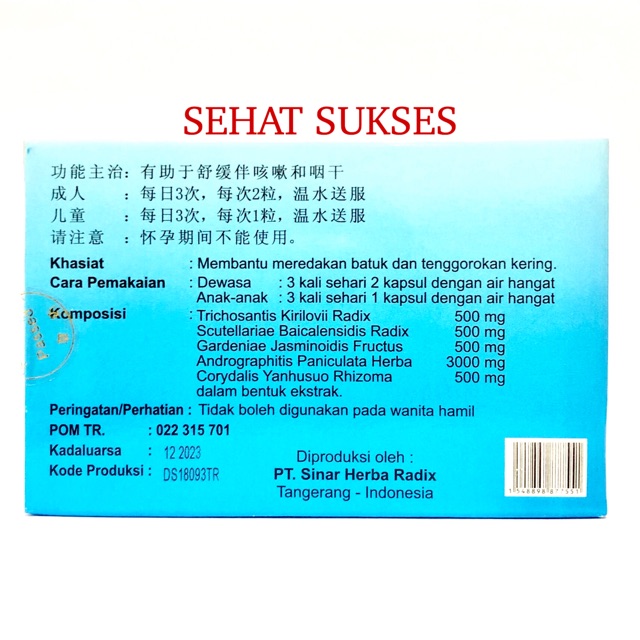 SEHAT SUKSES
功能主治：有助于舒缓伴咳嗽和咽干
成人 ：每日3次，每次2粒，温水送服
儿童 ：每日3次，每次1粒，温水送服
请注意 ：怀孕期间不能使用。
Khasiat : Membantu meredakan batuk dan tenggorokan kering.
Cara Pemakaian : Dewasa : 3 kali sehari 2 kapsul dengan air hangat
Anak-anak : 3 kali sehari 1 kapsul dengan air hangat
Komposisi : Trichosantis Kirilovii Radix 500 mg
Scutellariae Baicalensidis Radix 500 mg
Gardeniae Jasminoidis Fructus 500 mg
Andrographitis Paniculata Herba 3000 mg
Corydalis Yanhusuo Rhizoma 500 mg
dalam bentuk ekstrak.
Peringatan/Perhatian : Tidak boleh digunakan pada wanita hamil
POM TR. : 022 315 701
Kadaluarsa : 12 2023
Kode Produksi : DS18093TR
Diproduksi oleh :
PT. Sinar Herba Radix
Tangerang - Indonesia